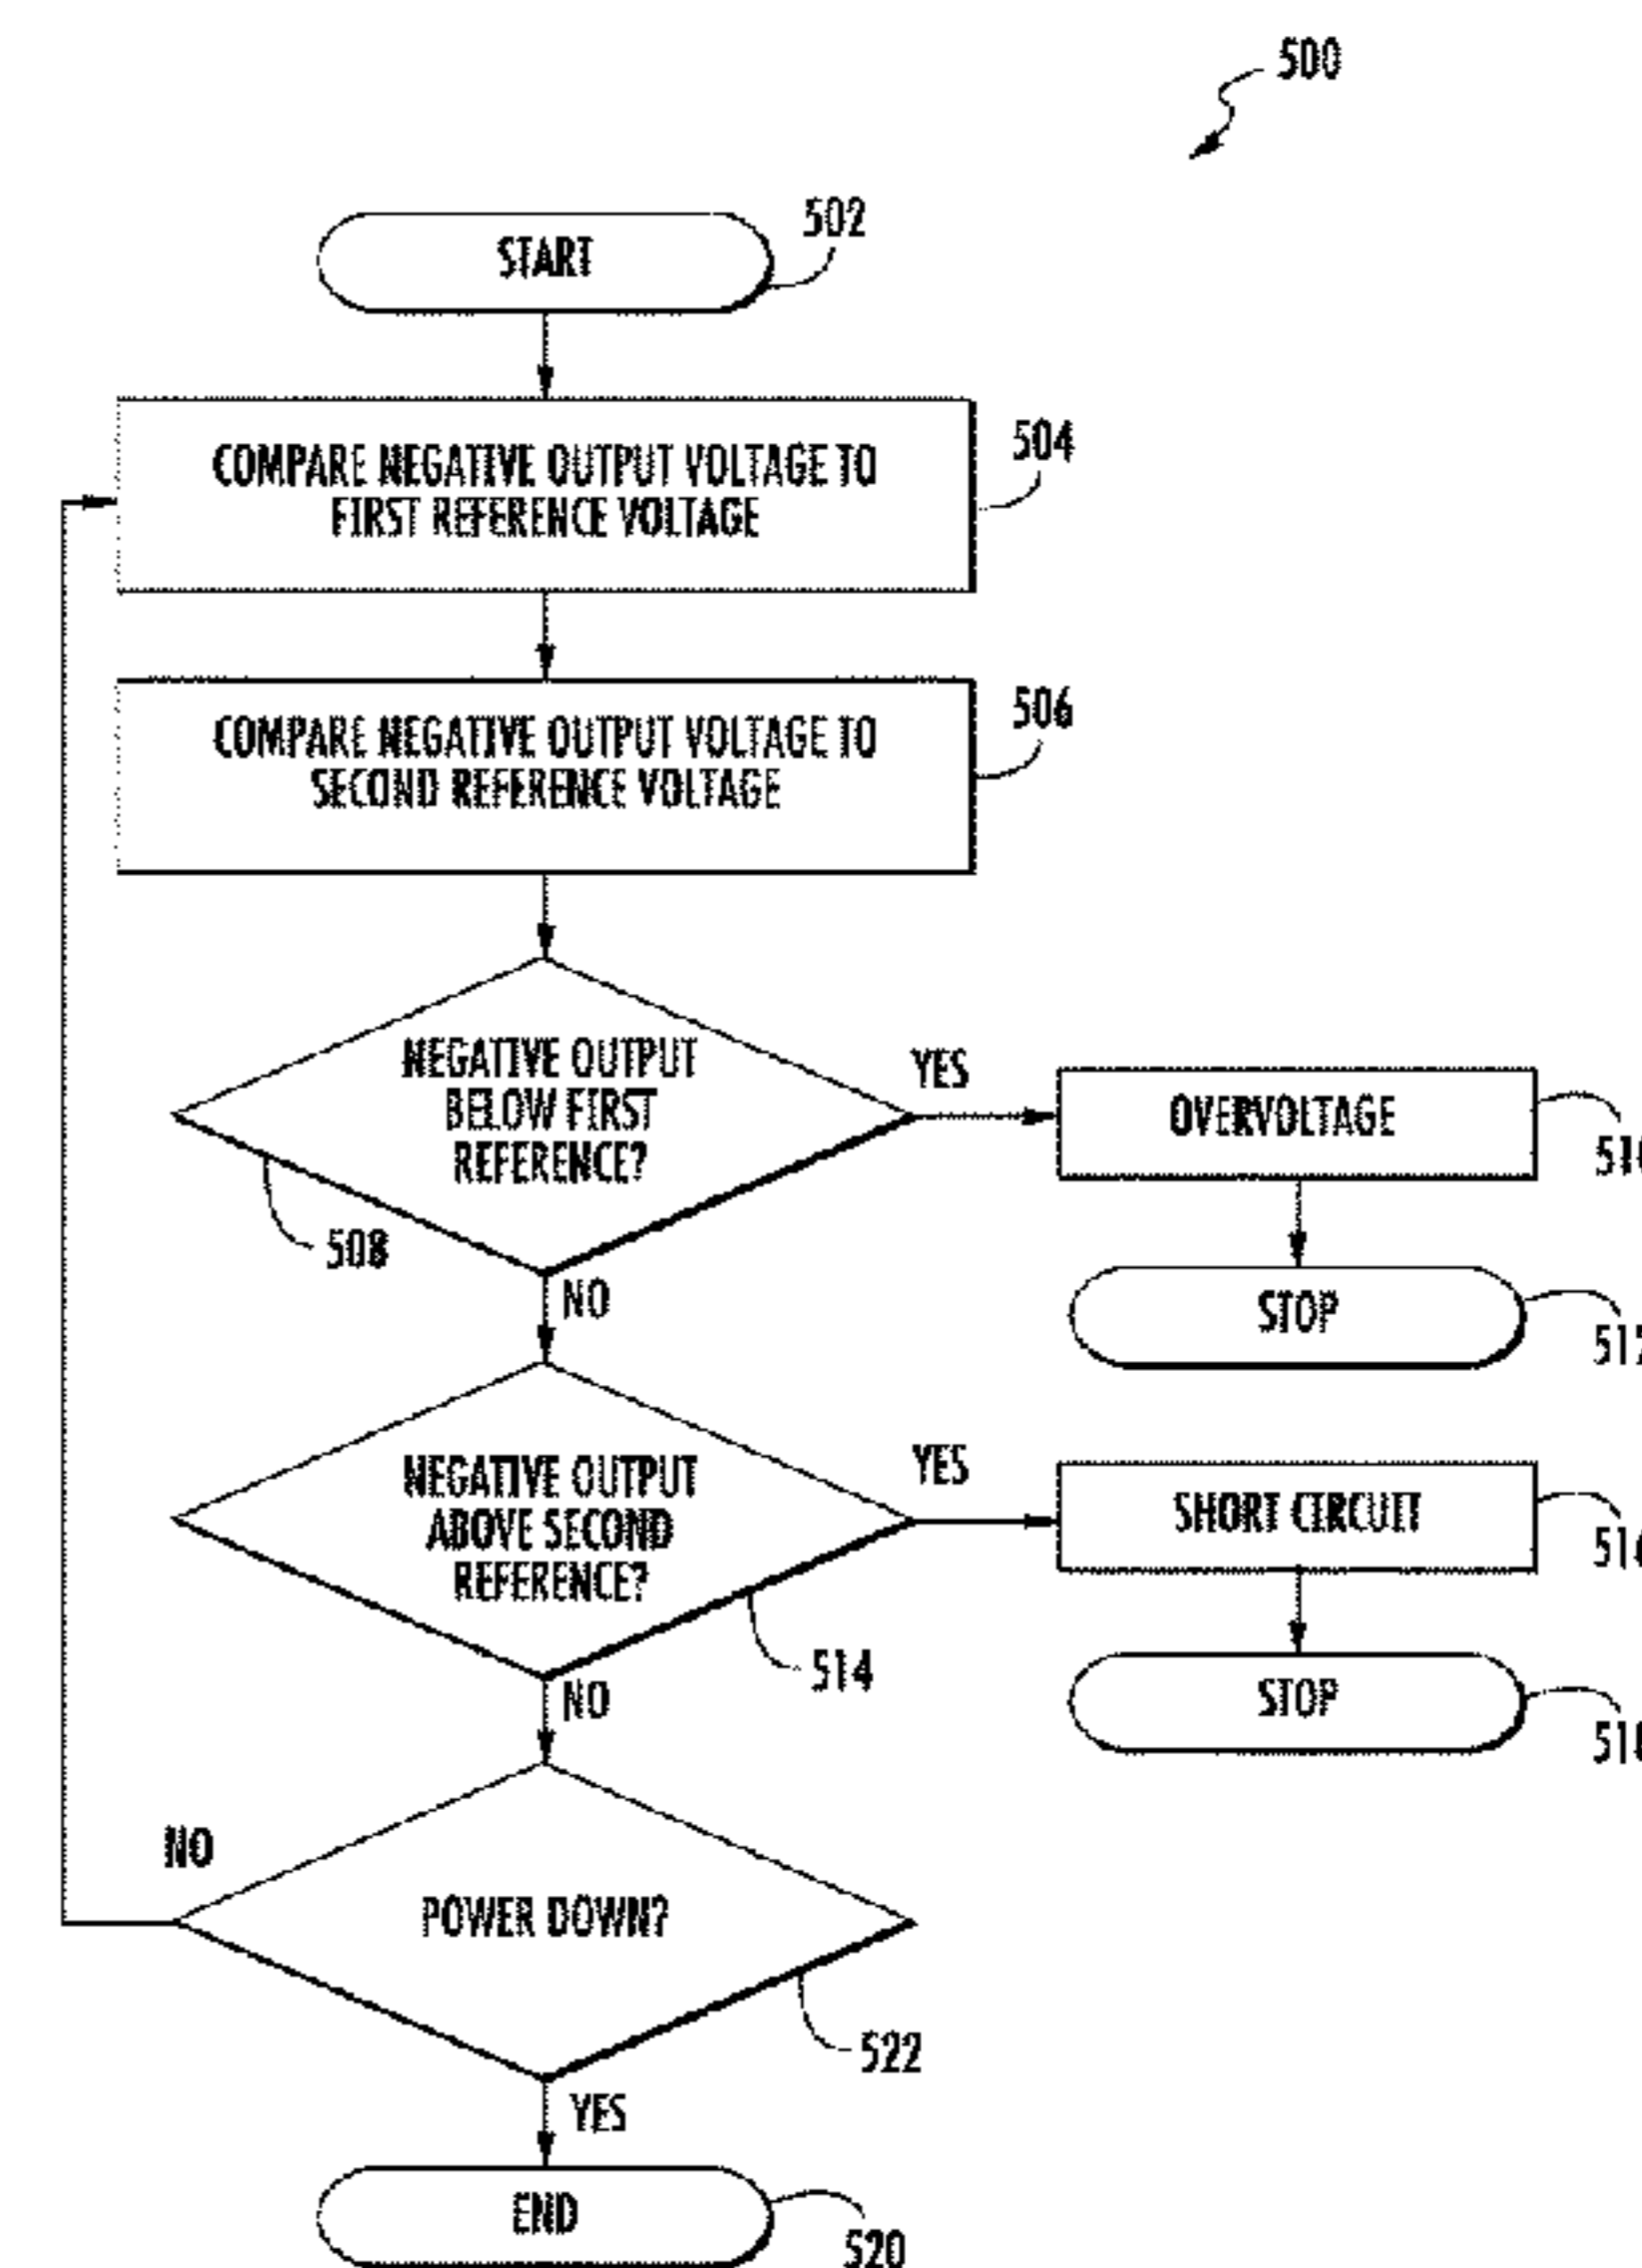 500
START
502
COMPARE NEGATIVE OUTPUT VOLTAGE TO
FIRST REFERENCE VOLTAGE
504
COMPARE NEGATIVE OUTPUT VOLTAGE TO
SECOND REFERENCE VOLTAGE
506
NEGATIVE OUTPUT
BELOW FIRST
REFERENCE?
508
YES
OVERVOLTAGE
NO
STOP
NEGATIVE OUTPUT
ABOVE SECOND
REFERENCE?
514
YES
SHORT CIRCUIT
NO
STOP
POWER DOWN?
522
NO
YES
END
520